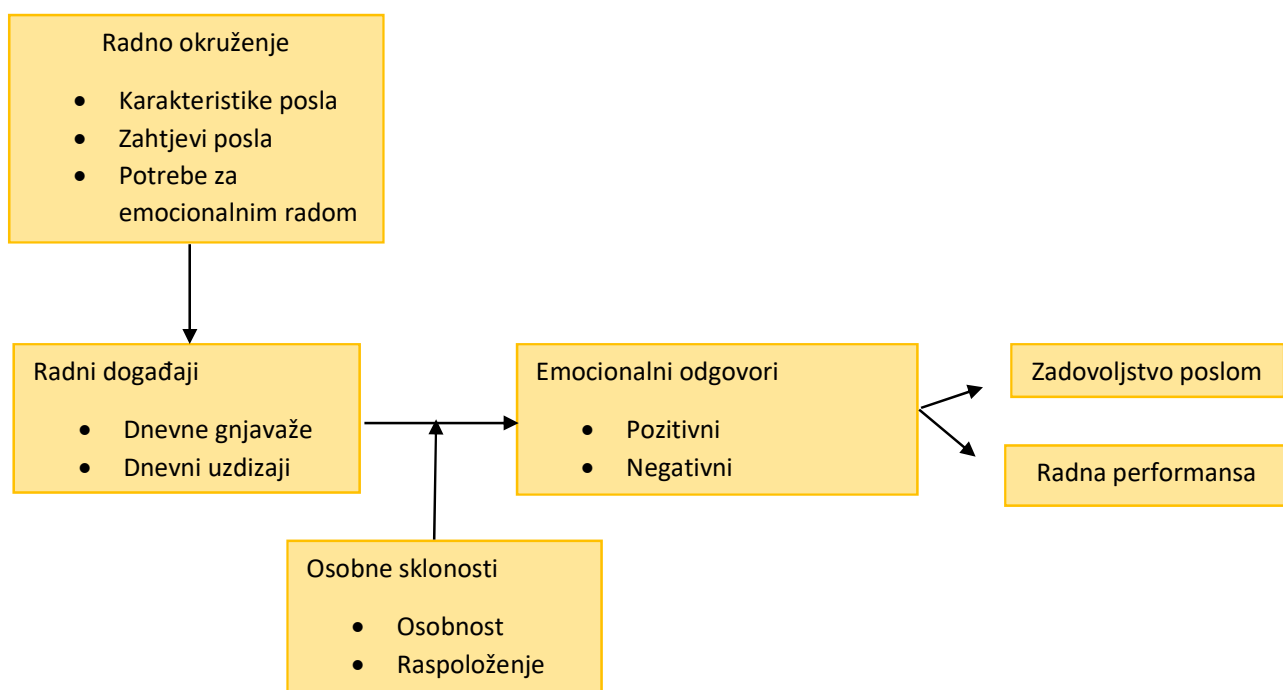 Radno okruženje
• Karakteristike posla
• Zahtjevi posla
• Potrebe za
emocionalnim radom
Radni događaji
• Dnevne gnjavaže
• Dnevni uzdizaji
Emocionalni odgovori
• Pozitivni
• Negativni
Zadovoljstvo poslom
Radna performansa
Osobne sklonosti
• Osobnost
• Raspoloženje